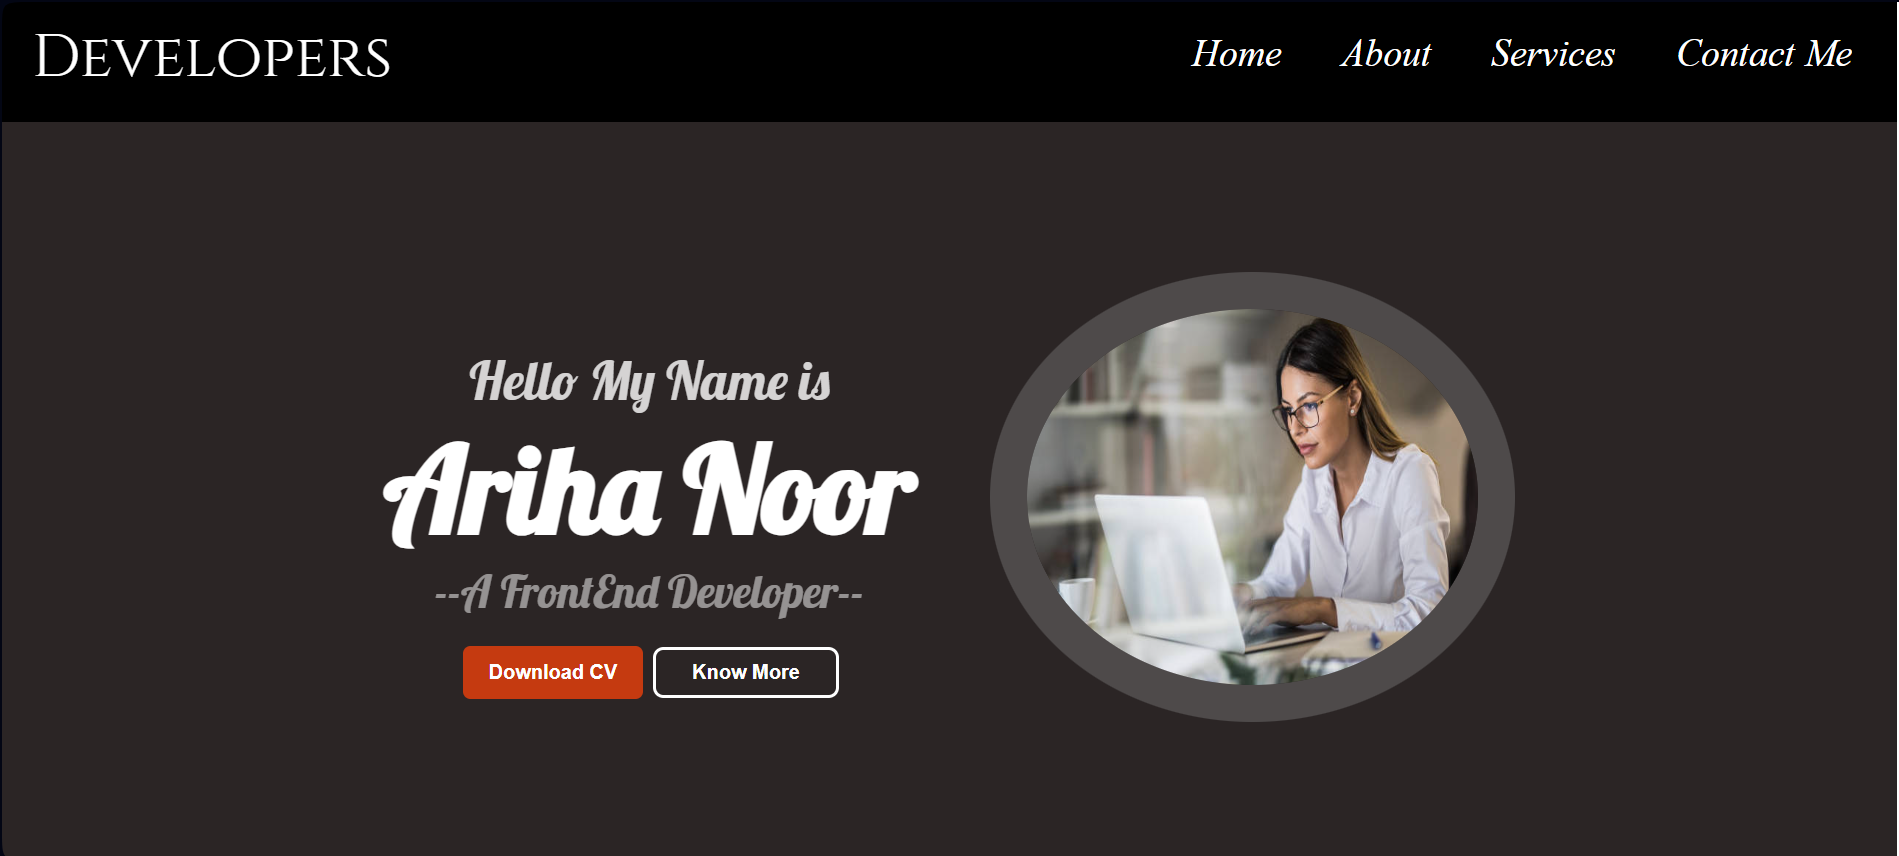 Developers
Home About Services Contact Me
Hello My Name is
Ariha Noor
--A FrontEnd Developer--
Download CV Know More